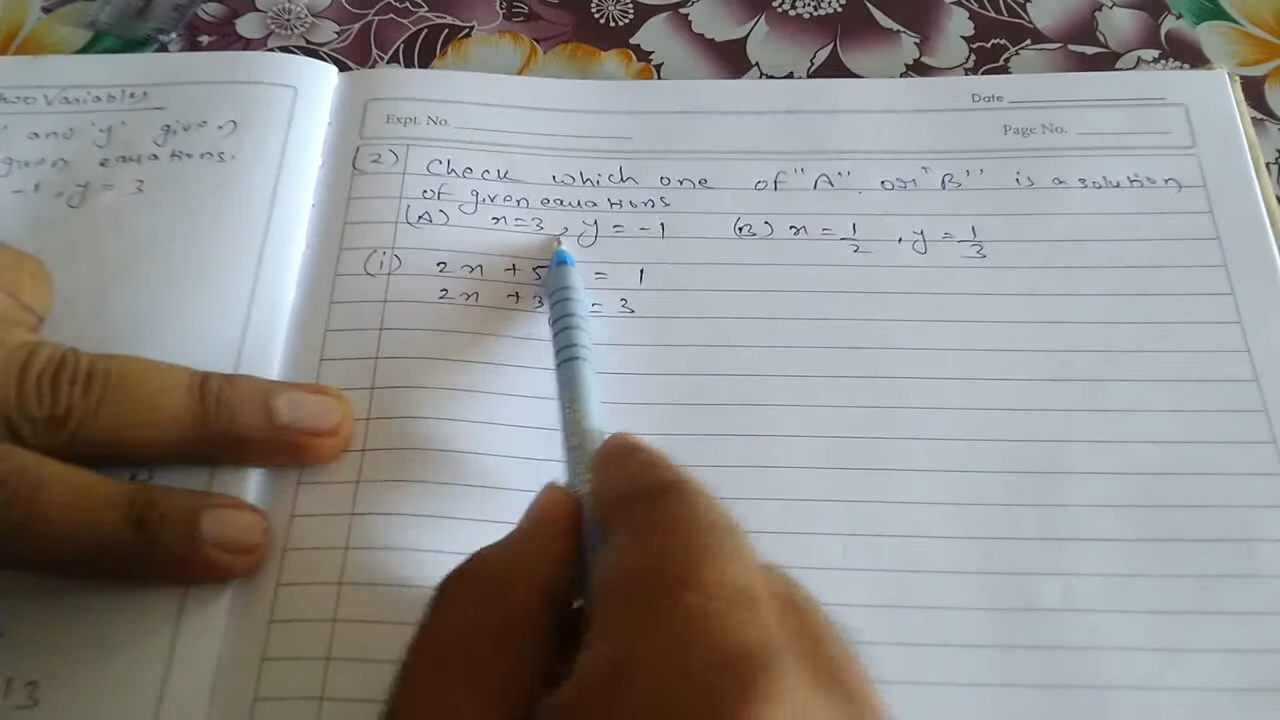 two Variables
and 'y' given
given equations.
-1, y = 3
13
Date
Expt. No.
Page No.
(2) Check which one of "A" or "B" is a solution
of given equations
(A) x=3, y = -1 (B) x = 1/2, y = 1/3
(i) 2x + 5 = 1
2x + 3 = 3